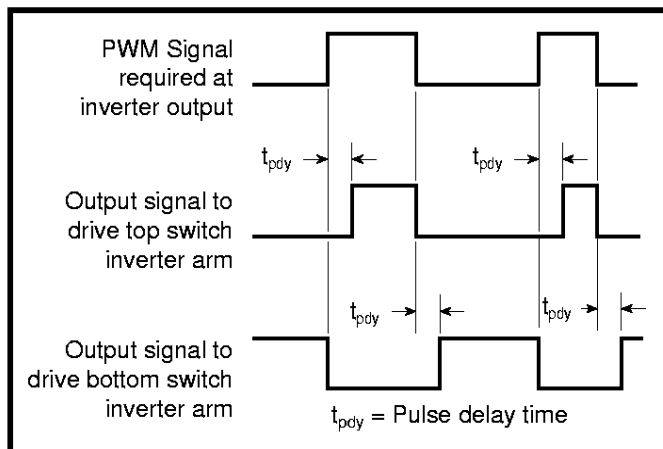 PWM Signal
required at
inverter output
tpdy
tpdy
Output signal to
drive top switch
inverter arm
tpdy
tpdy
Output signal to
drive bottom switch
inverter arm
tpdy = Pulse delay time